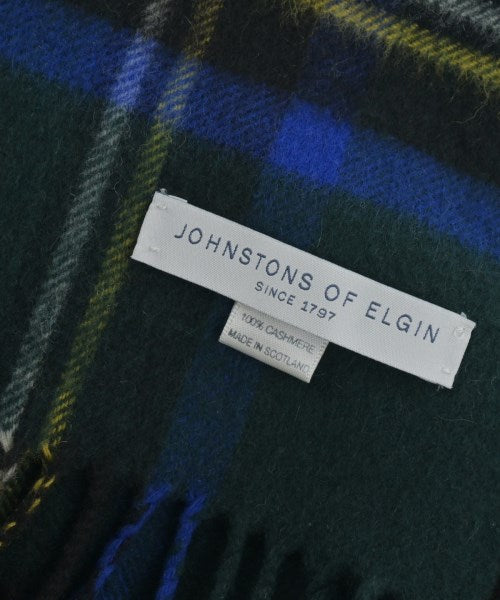 JOHNSTONS OF ELGIN
SINCE 1797
100% CASHMERE
MADE IN SCOTLAND